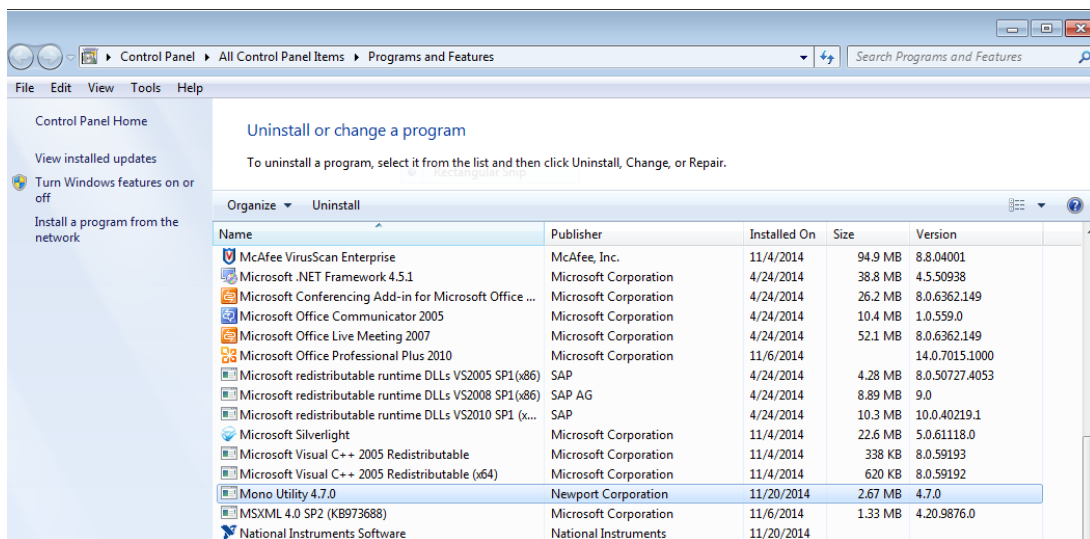 Control Panel ▸ All Control Panel Items ▸ Programs and Features Search Programs and Features
File Edit View Tools Help
Control Panel Home
View installed updates
Turn Windows features on or off
Install a program from the network
Uninstall or change a program
To uninstall a program, select it from the list and then click Uninstall, Change, or Repair.
Rectangular Snip
Organize Uninstall
Name Publisher Installed On Size Version
McAfee VirusScan Enterprise McAfee, Inc. 11/4/2014 94.9 MB 8.8.04001
Microsoft .NET Framework 4.5.1 Microsoft Corporation 4/24/2014 38.8 MB 4.5.50938
Microsoft Conferencing Add-in for Microsoft Office ... Microsoft Corporation 4/24/2014 26.2 MB 8.0.6362.149
Microsoft Office Communicator 2005 Microsoft Corporation 4/24/2014 10.4 MB 1.0.559.0
Microsoft Office Live Meeting 2007 Microsoft Corporation 4/24/2014 52.1 MB 8.0.6362.149
Microsoft Office Professional Plus 2010 Microsoft Corporation 11/6/2014 14.0.7015.1000
Microsoft redistributable runtime DLLs VS2005 SP1(x86) SAP 4/24/2014 4.28 MB 8.0.50727.4053
Microsoft redistributable runtime DLLs VS2008 SP1(x86) SAP AG 4/24/2014 8.89 MB 9.0
Microsoft redistributable runtime DLLs VS2010 SP1 (x... SAP 4/24/2014 10.3 MB 10.0.40219.1
Microsoft Silverlight Microsoft Corporation 11/4/2014 22.6 MB 5.0.61118.0
Microsoft Visual C++ 2005 Redistributable Microsoft Corporation 11/4/2014 338 KB 8.0.59193
Microsoft Visual C++ 2005 Redistributable (x64) Microsoft Corporation 11/4/2014 620 KB 8.0.59192
Mono Utility 4.7.0 Newport Corporation 11/20/2014 2.67 MB 4.7.0
MSXML 4.0 SP2 (KB973688) Microsoft Corporation 11/6/2014 1.33 MB 4.20.9876.0
National Instruments Software National Instruments 11/20/2014